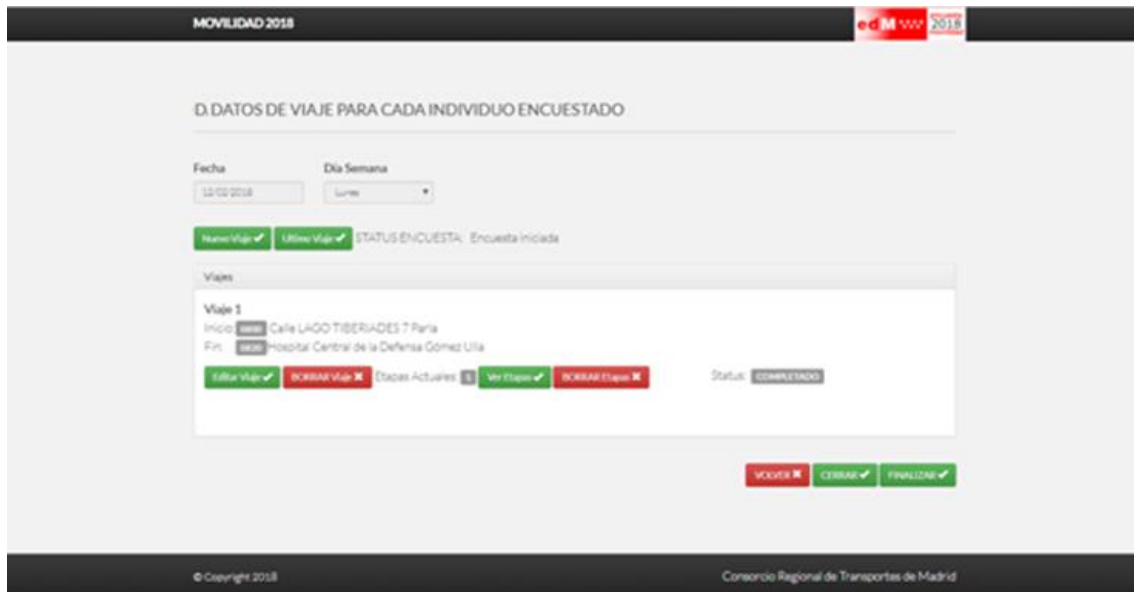 MOVILIDAD 2018
edM
2018
D. DATOS DE VIAJE PARA CADA INDIVIDUO ENCUESTADO
Fecha Día Semana
12/02/2018 Lunes
Nuevo Viaje Ultimo Viaje STATUS ENCUESTA: Encuesta iniciada
Viajes
Viaje 1
Inicio: Calle LAGO TIBERIADES 7 Parla
Fin: Hospital Central de la Defensa Gómez Ulla
Editar Viaje BORRAR Viaje Etapas Actuales: 1 Ver Etapas BORRAR Etapas Status: COMPLETADO
VOLVER CERRAR FINALIZAR
© Copyright 2018 Consorcio Regional de Transportes de Madrid